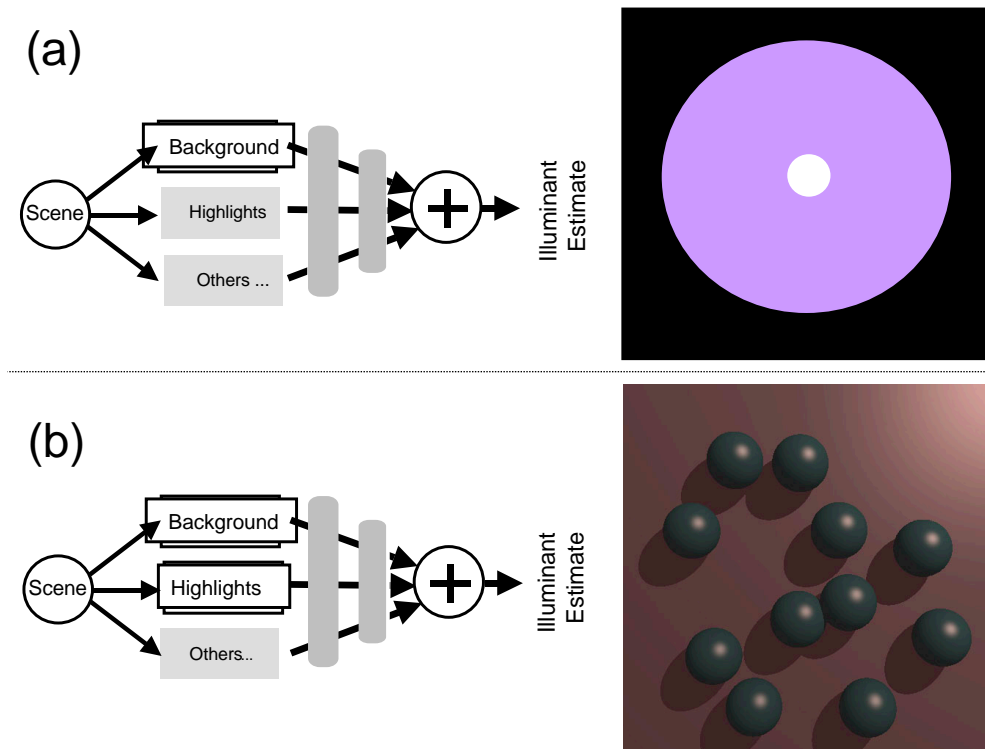 (a)
Scene
Background
Highlights
Others ...
+
Illuminant
Estimate
(b)
Scene
Background
Highlights
Others...
+
Illuminant
Estimate